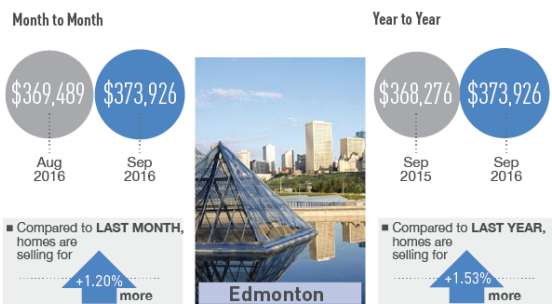 Month to Month
$369,489
$373,926
Aug
2016
Sep
2016
■ Compared to LAST MONTH,
homes are
selling for
+1.20%
more
Edmonton
Year to Year
$368,276
$373,926
Sep
2015
Sep
2016
■ Compared to LAST YEAR,
homes are
selling for
+1.53%
more